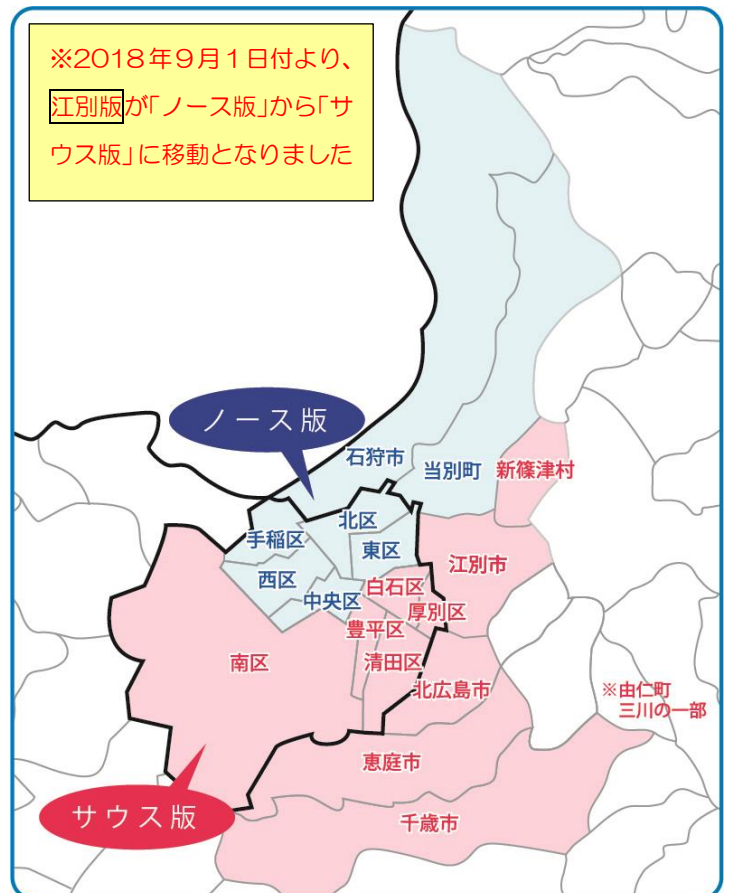 ※2018年９月１日付より、
江別版が「ノース版」から「サ
ウス版」に移動となりました
ノース版
石狩市
当別町
新篠津村
北区
手稲区
東区
江別市
西区
中央区
白石区
厚別区
豊平区
南区
清田区
北広島市
※由仁町
三川の一部
恵庭市
サウス版
千歳市